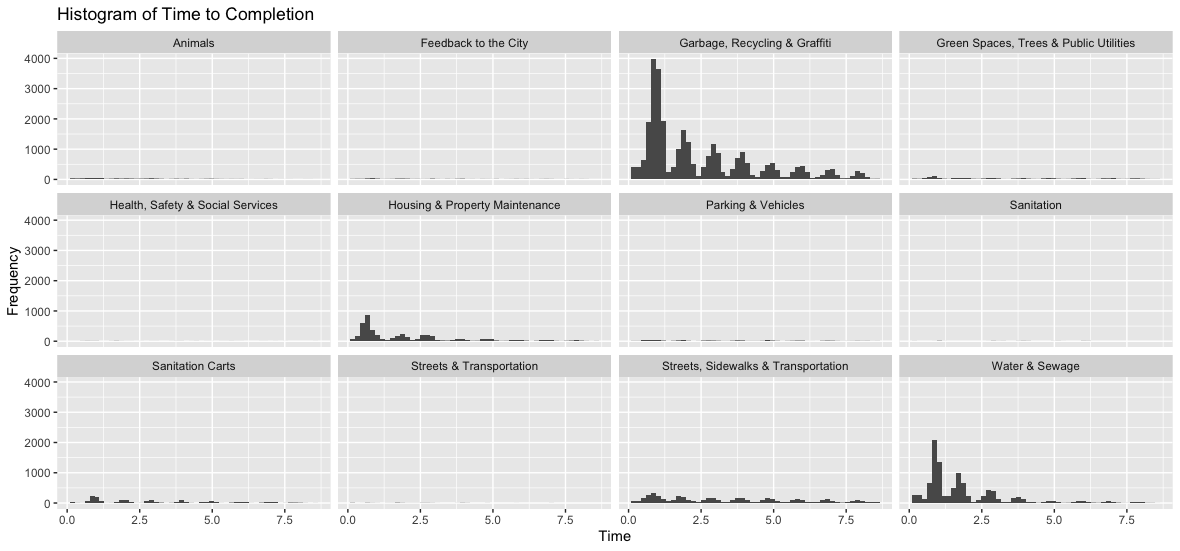 Histogram of Time to Completion
Animals
Feedback to the City
Garbage, Recycling & Graffiti
Green Spaces, Trees & Public Utilities
4000
3000
2000
1000
0
Health, Safety & Social Services
Housing & Property Maintenance
Parking & Vehicles
Sanitation
4000
3000
2000
1000
0
Frequency
Sanitation Carts
Streets & Transportation
Streets, Sidewalks & Transportation
Water & Sewage
4000
3000
2000
1000
0
0.0 2.5 5.0 7.5 0.0 2.5 5.0 7.5 0.0 2.5 5.0 7.5 0.0 2.5 5.0 7.5
Time